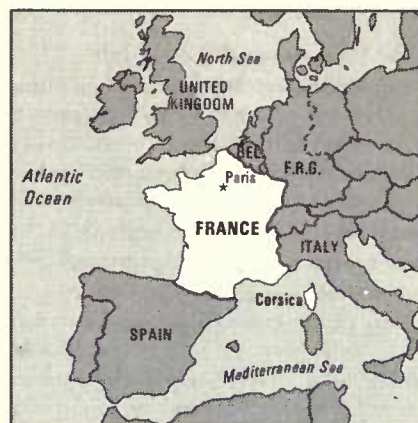 North Sea
UNITED
KINGDOM
BEL.
F.R.G.
Paris
Atlantic
Ocean
FRANCE
ITALY
Corsica
SPAIN
Mediterranean Sea